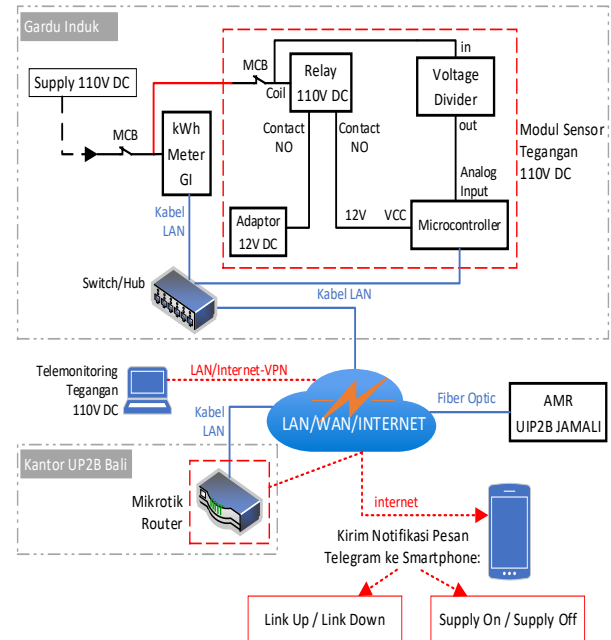 Gardu Induk
Supply 110V DC
MCB
kWh
Meter
GI
MCB
Coil
Relay
110V DC
in
Voltage
Divider
out
Contact
NO
Contact
NO
Analog
Input
Modul Sensor
Tegangan
110V DC
Adaptor
12V DC
12V
VCC
Microcontroller
Kabel
LAN
Switch/Hub
Kabel LAN
Telemonitoring
Tegangan
110V DC
LAN/Internet-VPN
Kabel
LAN
LAN/WAN/INTERNET
Fiber Optic
AMR
UIP2B JAMALI
Kantor UP2B Bali
Mikrotik
Router
internet
Kirim Notifikasi Pesan
Telegram ke Smartphone:
Link Up / Link Down
Supply On / Supply Off